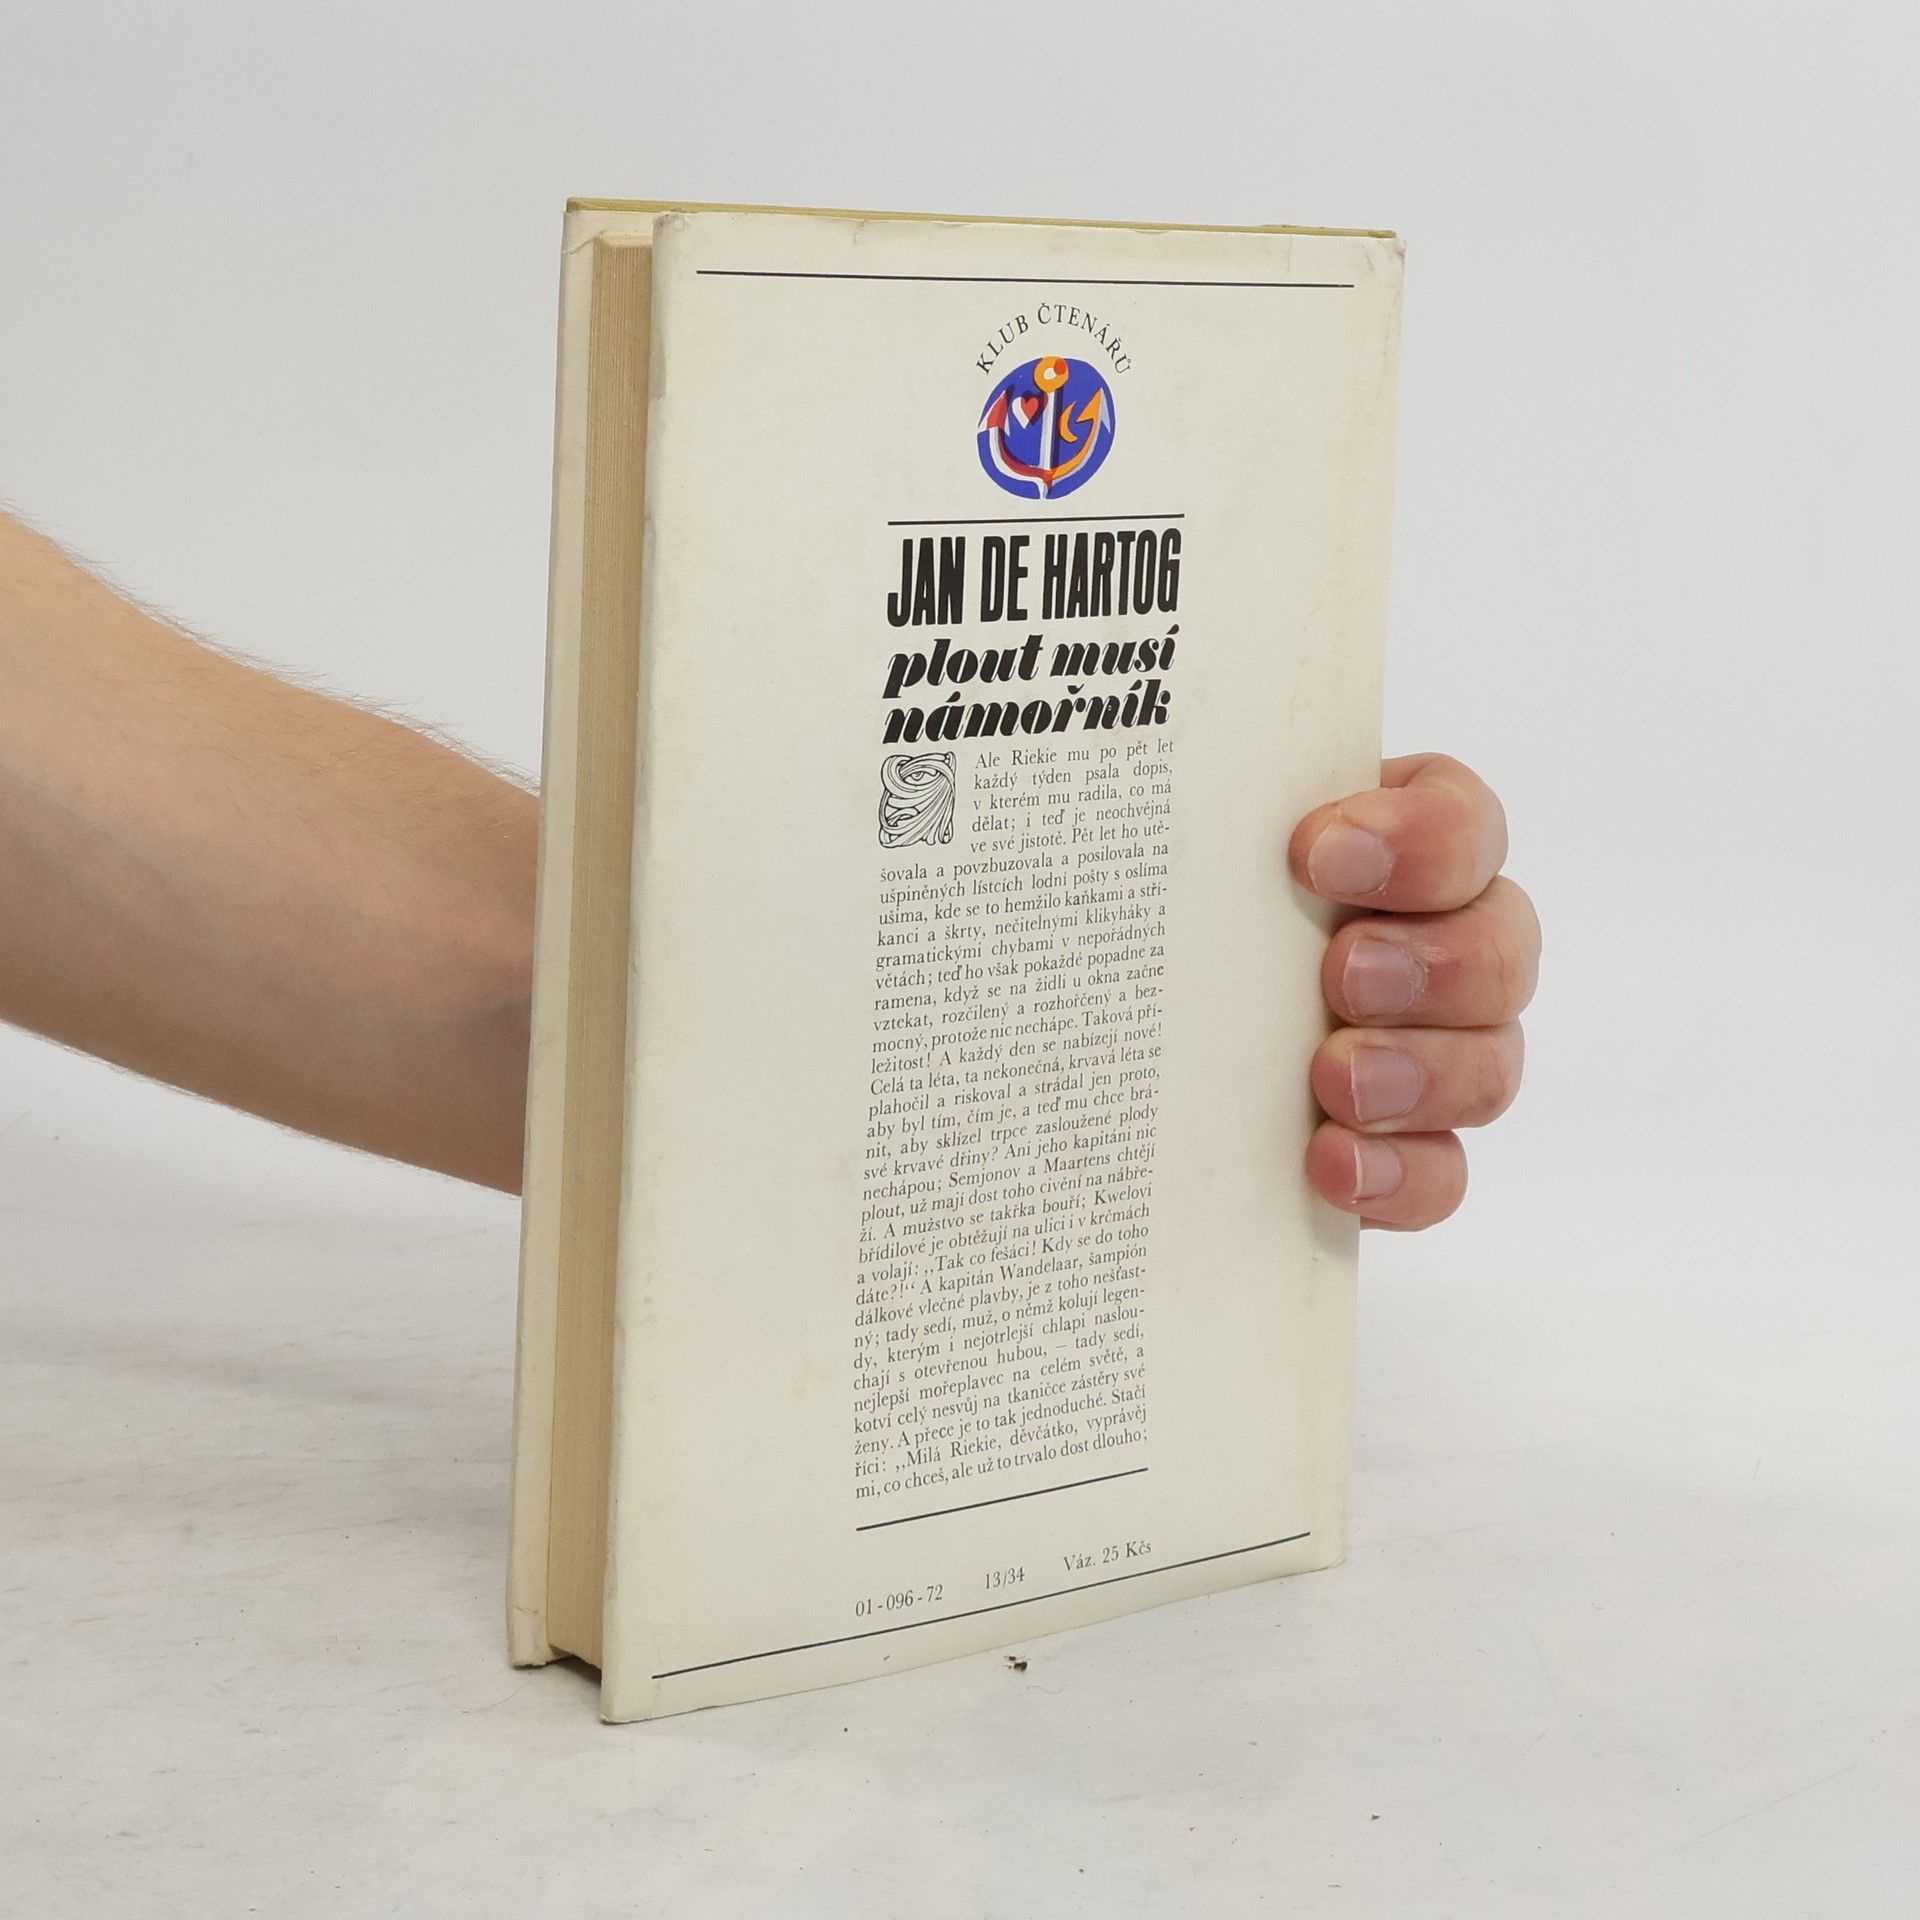 KLUB ČTENÁŘŮ
JAN DE HARTOG
plout musí
námořník
Ale Riekie mu po pět let
každý týden psala dopis,
v kterém mu radila, co má
dělat; i teď je neochvějná
ve své jistotě. Pět let ho utě-
šovala a povzbuzovala a posilovala na
ušpiněných lístcích lodní pošty s oslíma
ušima, kde se to hemžilo kaňkami a stří-
kanci a škrty, nečitelnými klikyháky a
gramatickými chybami v nepořádných
větách; teď ho však pokaždé popadne za
ramena, když se na židli u okna začne
vztekat, rozčilený a rozhořčený a bez-
mocný, protože nic nechápe. Taková pří-
ležitost! A každý den se nabízejí nové!
Celá ta léta, ta nekonečná, krvavá léta se
plahočil a riskoval a strádal jen proto,
aby byl tím, čím je, a teď mu chce brá-
nit, aby sklízel trpce zasloužené plody
své krvavé dřiny? Ani jeho kapitáni nic
nechápou; Semjonov a Maartens chtějí
plout, už mají dost toho civění na nábře-
ží. A mužstvo se takřka bouří; Kwelovi
břídilové je obtěžují na ulici i v krčmách
a volají: ,,Tak co fešáci! Kdy se do toho
dáte?!“ A kapitán Wandelaar, šampión
dálkové vlečné plavby, je z toho nešťast-
ný; tady sedí, muž, o němž kolují legen-
dy, kterým i nejotrlejší chlapi naslou-
chají s otevřenou hubou, – tady sedí,
nejlepší mořeplavec na celém světě, a
kotví celý nesvůj na tkaničce zástěry své
ženy. A přece je to tak jednoduché. Stačí
říci: ,,Milá Riekie, děvčátko, vyprávěj
mi, co chceš, ale už to trvalo dost dlouho;
01-096-72 13/34 Váz. 25 Kčs